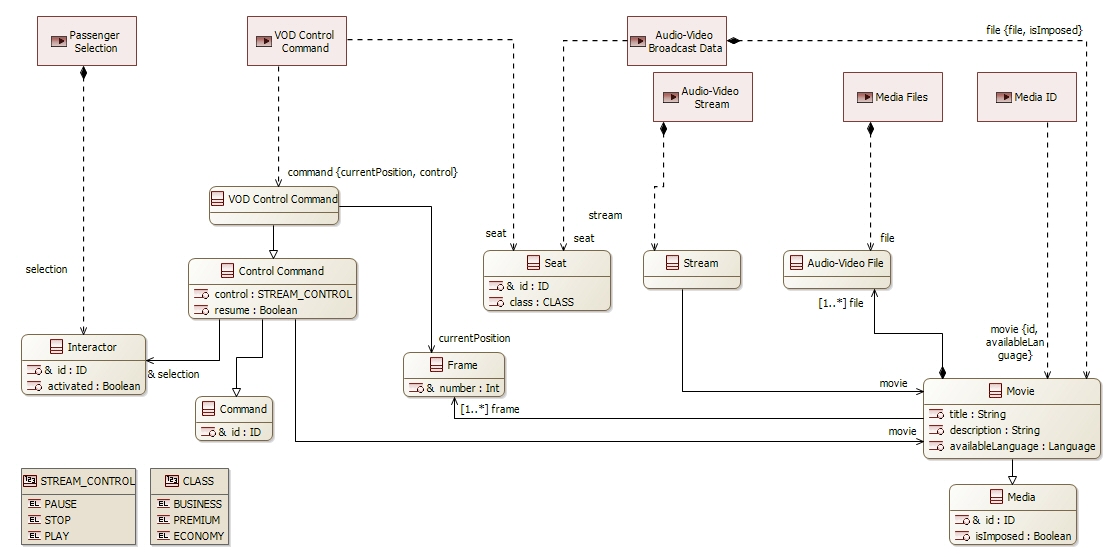 Passenger
Selection
VOD Control
Command
Audio-Video
Broadcast Data
file {file, isImposed}
Audio-Video
Stream
Media Files
Media ID
command {currentPosition, control}
VOD Control Command
seat
stream
seat
file
selection
Control Command
control : STREAM_CONTROL
resume : Boolean
Seat
& id : ID
class : CLASS
Stream
Audio-Video File
[1..*] file
movie {id,
availableLan
guage}
Interactor
& id : ID
activated : Boolean
& selection
currentPosition
Frame
& number : Int
[1..*] frame
movie
Movie
title : String
description : String
availableLanguage : Language
Command
& id : ID
movie
STREAM_CONTROL
PAUSE
STOP
PLAY
CLASS
BUSINESS
PREMIUM
ECONOMY
Media
& id : ID
isImposed : Boolean